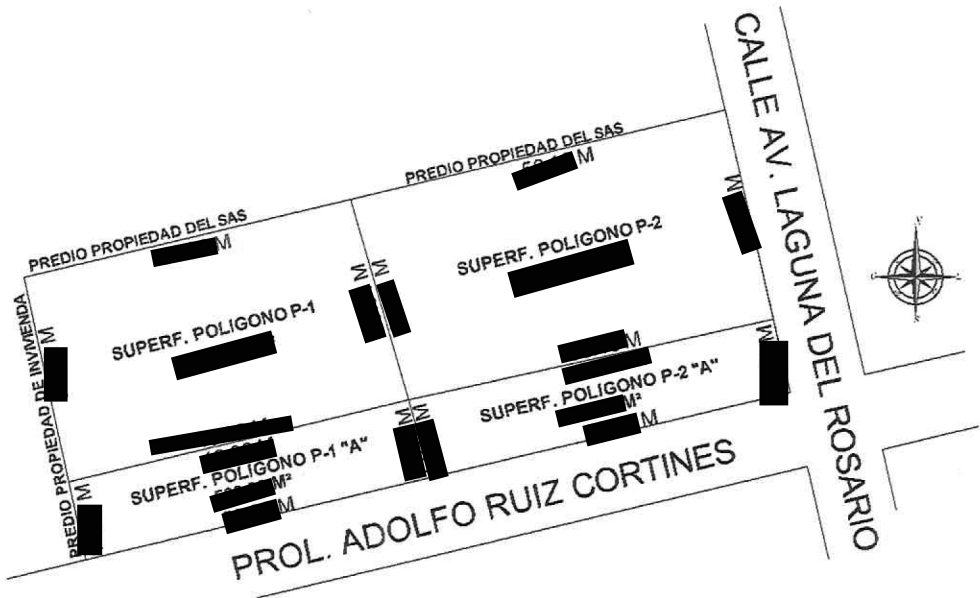 CALLE AV. LAGUNA DEL ROSARIO
PREDIO PROPIEDAD DEL SAS
M
PREDIO PROPIEDAD DEL SAS
M
M
SUPERF. POLIGONO P-2
M
M
SUPERF. POLIGONO P-1
PREDIO PROPIEDAD DE INVIVIENDA
M
M
M
SUPERF. POLIGONO P-2 "A"
M²
M
M
M
SUPERF. POLIGONO P-1 "A"
M²
M
M
PROL. ADOLFO RUIZ CORTINES